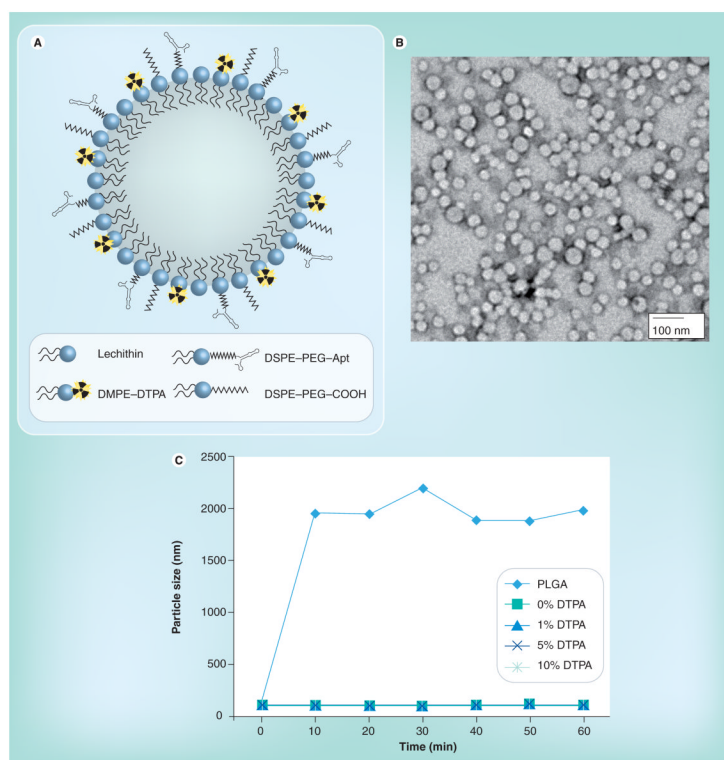 A
Lechithin
DSPE–PEG–Apt
DMPE–DTPA
DSPE–PEG–COOH
B
100 nm
C
2500
2000
1500
1000
500
0
Particle size (nm)
0 10 20 30 40 50 60
Time (min)
PLGA
0% DTPA
1% DTPA
5% DTPA
10% DTPA